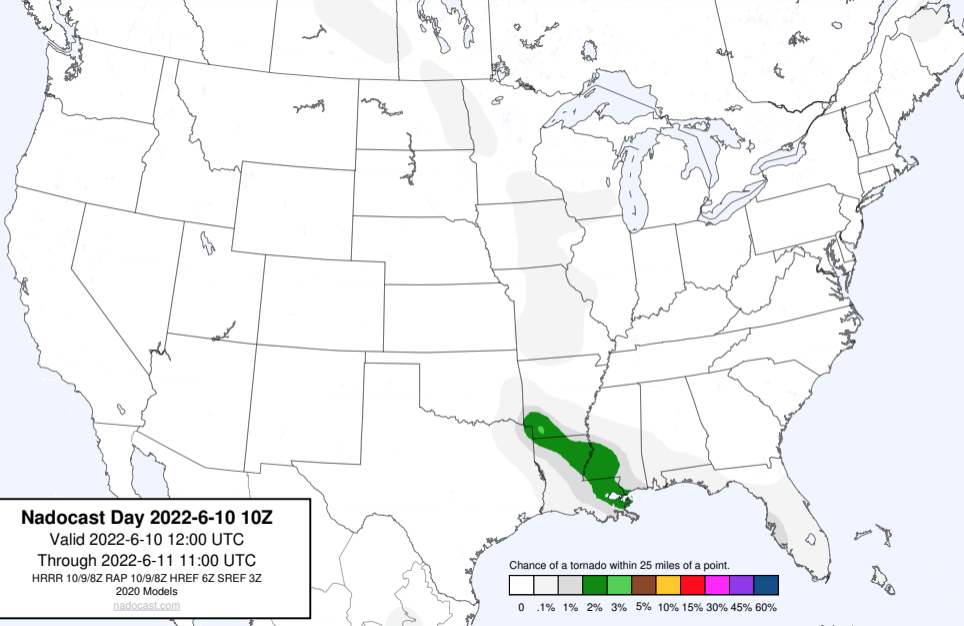 Nadocast Day 2022-6-10 10Z
Valid 2022-6-10 12:00 UTC
Through 2022-6-11 11:00 UTC
HRRR 10/9/8Z RAP 10/9/8Z HREF 6Z SREF 3Z
2020 Models
nadocast.com
Chance of a tornado within 25 miles of a point.
0 .1% 1% 2% 3% 5% 10% 15% 30% 45% 60%